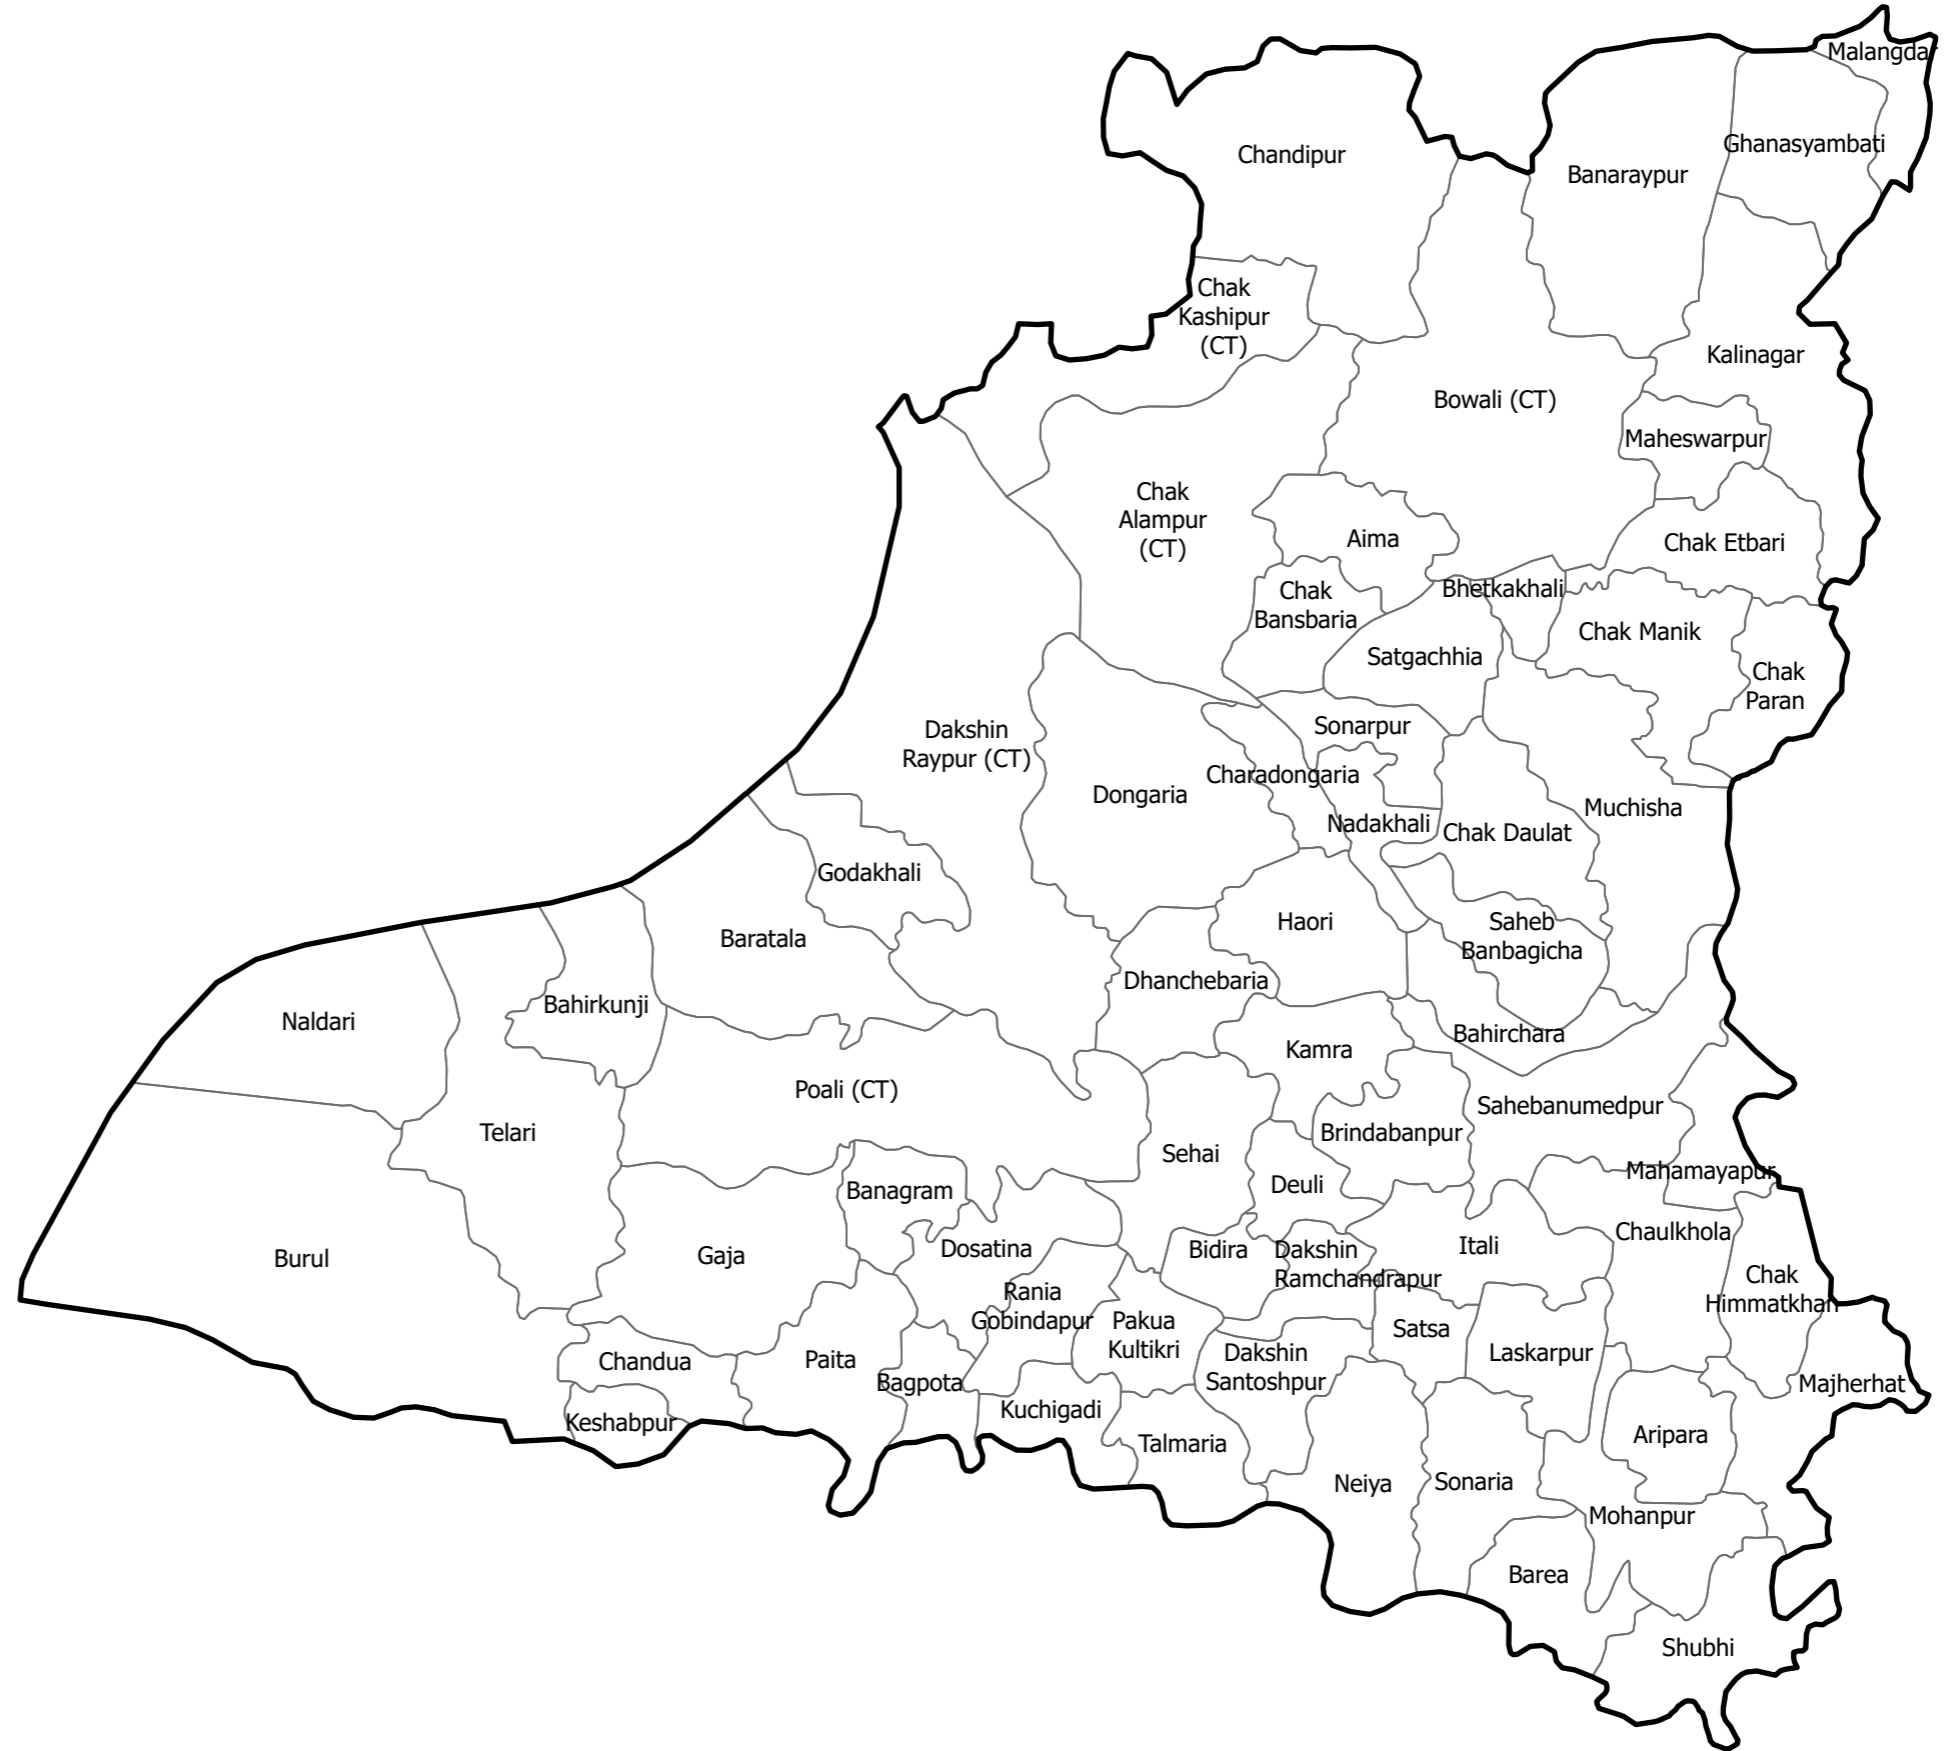 Malangdar
Ghanasyambati
Chandipur
Banaraypur
Chak
Kashipur
(CT)
Kalinagar
Bowali (CT)
Maheswarpur
Chak
Alampur
(CT)
Aima
Chak Etbari
Chak
Bansbaria
Bhetkakhali
Chak Manik
Satgachhia
Chak
Paran
Dakshin
Raypur (CT)
Sonarpur
Charadongaria
Dongaria
Muchisha
Nadakhali
Chak Daulat
Godakhali
Baratala
Haori
Saheb
Banbagicha
Dhanchebaria
Bahirkunji
Naldari
Bahirchara
Kamra
Poali (CT)
Sahebanumedpur
Telari
Brindabanpur
Sehai
Mahamayapur
Deuli
Banagram
Chaulkhola
Burul
Gaja
Dosatina
Bidira
Dakshin
Ramchandrapur
Itali
Chak
Himmatkhan
Rania
Gobindapur
Pakua
Kultikri
Satsa
Laskarpur
Chandua
Paita
Dakshin
Santoshpur
Bagpota
Majherhat
Kuchigadi
Keshabpur
Talmaria
Aripara
Neiya
Sonaria
Mohanpur
Barea
Shubhi